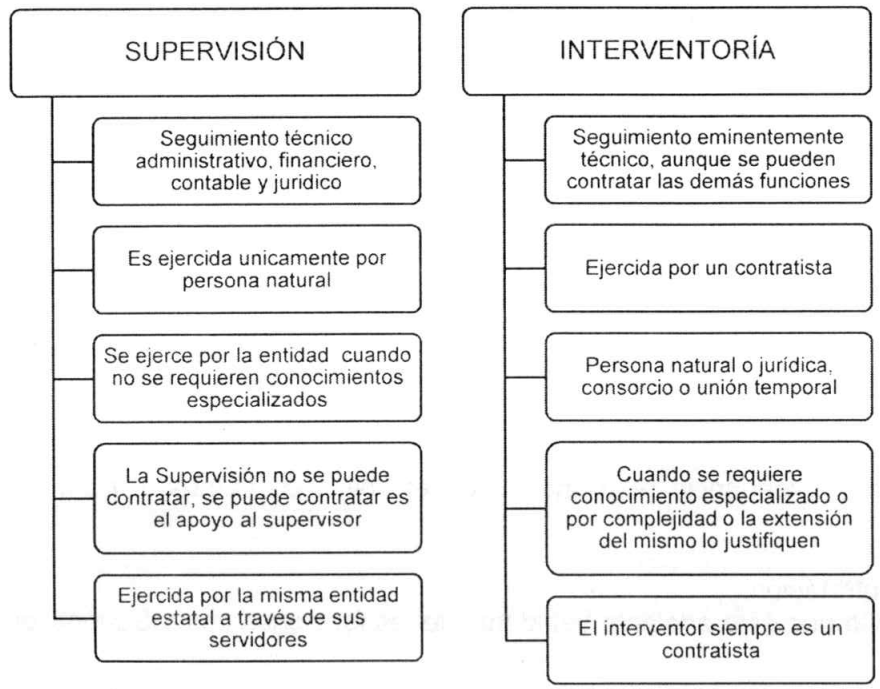 SUPERVISIÓN
Seguimiento técnico
administrativo, financiero,
contable y juridico
Es ejercida unicamente por
persona natural
Se ejerce por la entidad cuando
no se requieren conocimientos
especializados
La Supervisión no se puede
contratar, se puede contratar es
el apoyo al supervisor
Ejercida por la misma entidad
estatal a través de sus
servidores
INTERVENTORÍA
Seguimiento eminentemente
técnico, aunque se pueden
contratar las demás funciones
Ejercida por un contratista
Persona natural o jurídica,
consorcio o unión temporal
Cuando se requiere
conocimiento especializado o
por complejidad o la extensión
del mismo lo justifiquen
El interventor siempre es un
contratista